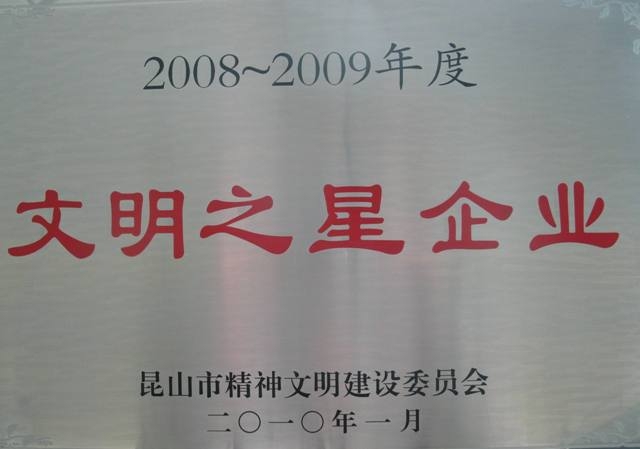 2008~2009年度
文明之星企业
昆山市精神文明建设委员会
二〇一〇年一月